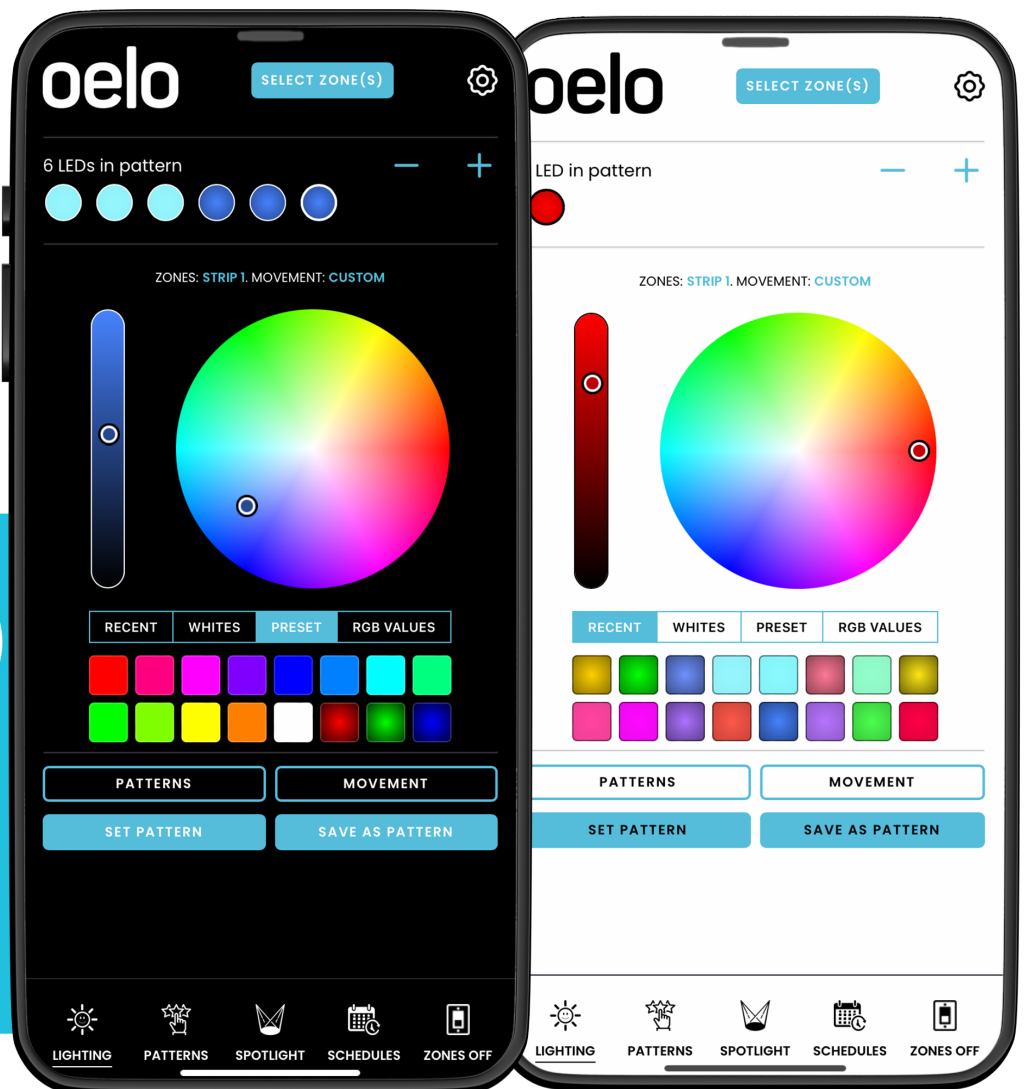 oelo
SELECT ZONE(S)
6 LEDs in pattern
ZONES: STRIP 1. MOVEMENT: CUSTOM
RECENT WHITES PRESET RGB VALUES
PATTERNS MOVEMENT
SET PATTERN SAVE AS PATTERN
LIGHTING PATTERNS SPOTLIGHT SCHEDULES ZONES OFF
oelo
SELECT ZONE(S)
LED in pattern
ZONES: STRIP 1. MOVEMENT: CUSTOM
RECENT WHITES PRESET RGB VALUES
PATTERNS MOVEMENT
SET PATTERN SAVE AS PATTERN
LIGHTING PATTERNS SPOTLIGHT SCHEDULES ZONES OFF